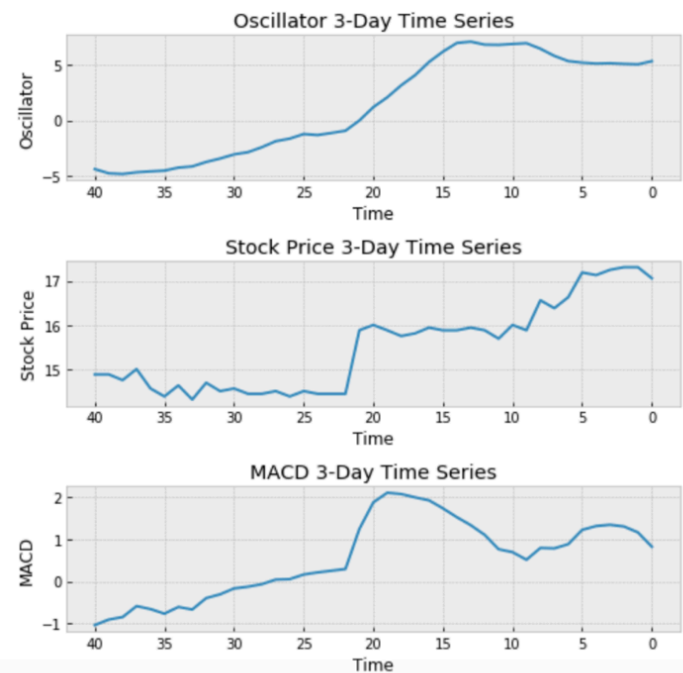 Oscillator 3-Day Time Series
Oscillator
5
0
−5
40 35 30 25 20 15 10 5 0
Time
Stock Price 3-Day Time Series
Stock Price
17
16
15
40 35 30 25 20 15 10 5 0
Time
MACD 3-Day Time Series
MACD
2
1
0
−1
40 35 30 25 20 15 10 5 0
Time